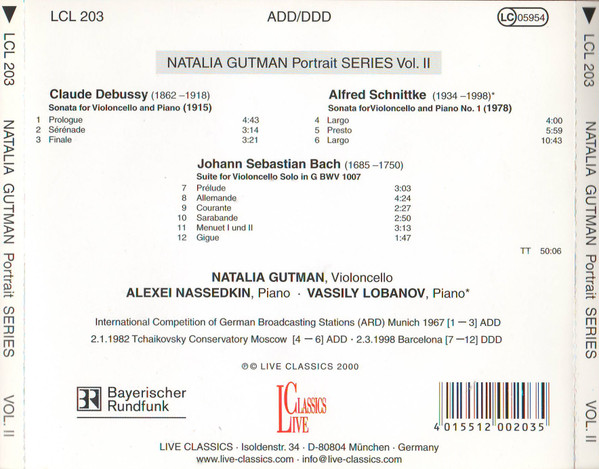 LCL 203
ADD/DDD
LC 05954
NATALIA GUTMAN Portrait SERIES Vol. II
Claude Debussy (1862 –1918)
Sonata for Violoncello and Piano (1915)
1 Prologue 4:43
2 Sérénade 3:14
3 Finale 3:21
Alfred Schnittke (1934 –1998)*
Sonata forVioloncello and Piano No. 1 (1978)
4 Largo 4:00
5 Presto 5:59
6 Largo 10:43
Johann Sebastian Bach (1685 –1750)
Suite for Violoncello Solo in G BWV 1007
7 Prélude 3:03
8 Allemande 4:24
9 Courante 2:27
10 Sarabande 2:50
11 Menuet I und II 3:13
12 Gigue 1:47
TT 50:06
NATALIA GUTMAN, Violoncello
ALEXEI NASSEDKIN, Piano · VASSILY LOBANOV, Piano*
International Competition of German Broadcasting Stations (ARD) Munich 1967 [1 – 3] ADD
2.1.1982 Tchaikovsky Conservatory Moscow [4 – 6] ADD · 2.3.1998 Barcelona [7 – 12] DDD
℗© LIVE CLASSICS 2000
BR Bayerischer
Rundfunk
LIVE CLASSICS
4 015512 002035
LIVE CLASSICS · Isoldenstr. 34 · D-80804 München · Germany
www.live-classics.com · info@live-classics.com
LCL 203 NATALIA GUTMAN Portrait SERIES VOL. II
LCL 203 NATALIA GUTMAN Portrait SERIES VOL. II